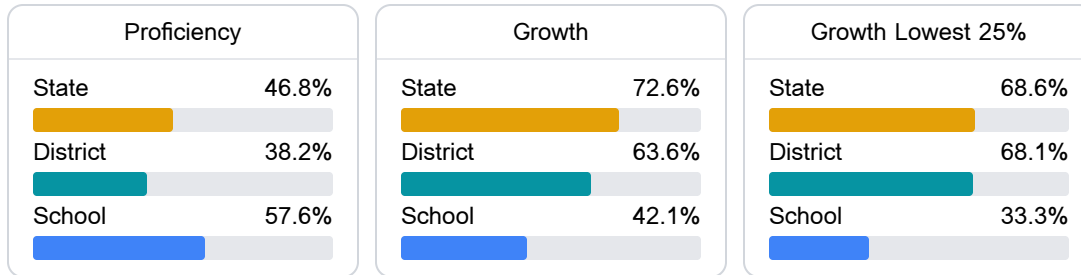 Proficiency
State 46.8%
District 38.2%
School 57.6%
Growth
State 72.6%
District 63.6%
School 42.1%
Growth Lowest 25%
State 68.6%
District 68.1%
School 33.3%